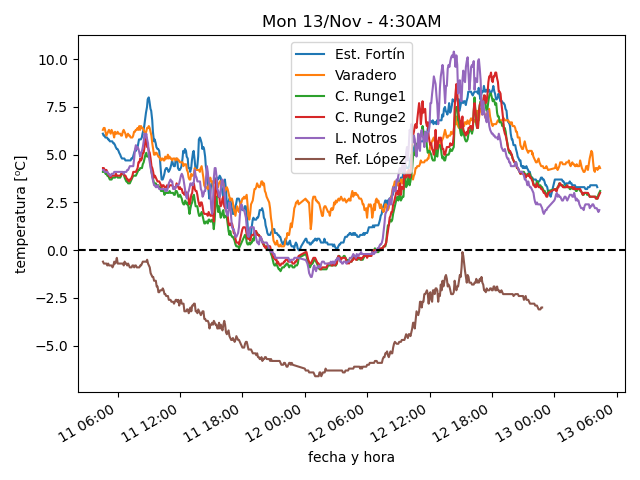 Mon 13/Nov - 4:30AM
Est. Fortín
Varadero
C. Runge1
C. Runge2
L. Notros
Ref. López
temperatura [ºC]
10.0
7.5
5.0
2.5
0.0
−2.5
−5.0
11 06:00
11 12:00
11 18:00
12 00:00
12 06:00
12 12:00
12 18:00
13 00:00
13 06:00
fecha y hora